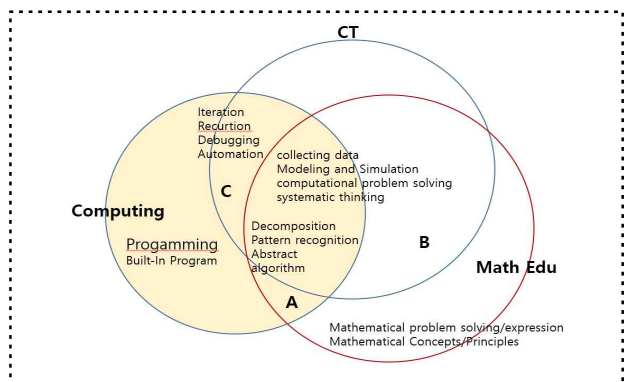 CT
Iteration
Recurtion
Debugging
Automation
collecting data
Modeling and Simulation
computational problem solving
systematic thinking
C
Computing
Progamming
Built-In Program
Decomposition
Pattern recognition
Abstract
algorithm
B
Math Edu
A
Mathematical problem solving/expression
Mathematical Concepts/Principles